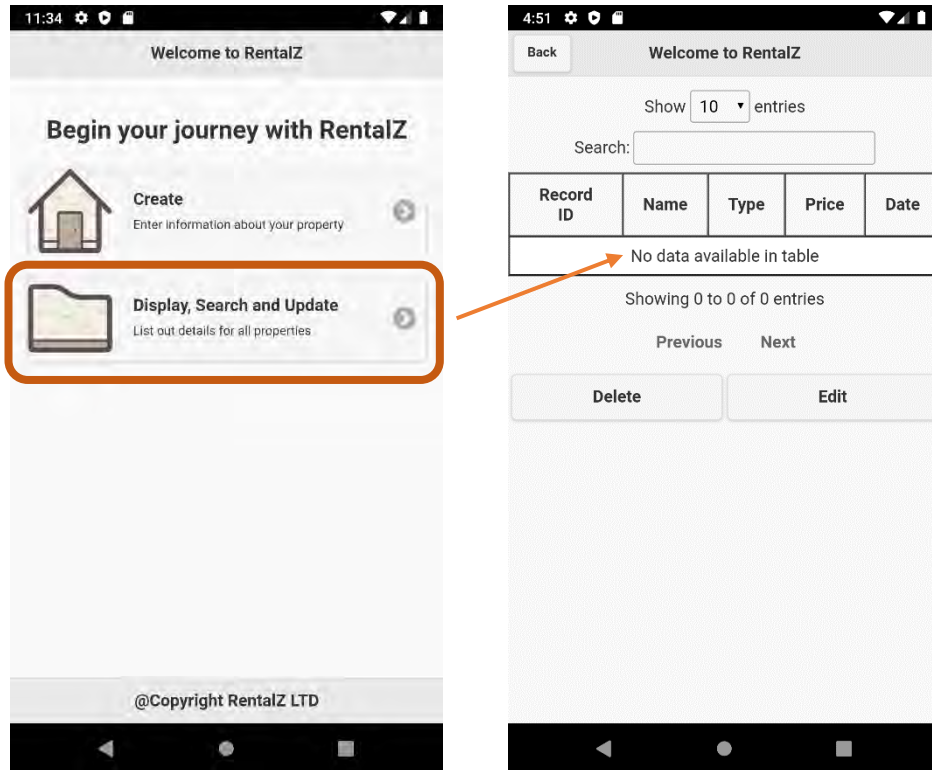 11:34
Welcome to RentalZ
Begin your journey with RentalZ
Create
Enter information about your property
Display, Search and Update
List out details for all properties
@Copyright RentalZ LTD
4:51
Back
Welcome to RentalZ
Show 10 entries
Search:
Record ID Name Type Price Date
No data available in table
Showing 0 to 0 of 0 entries
Previous Next
Delete Edit